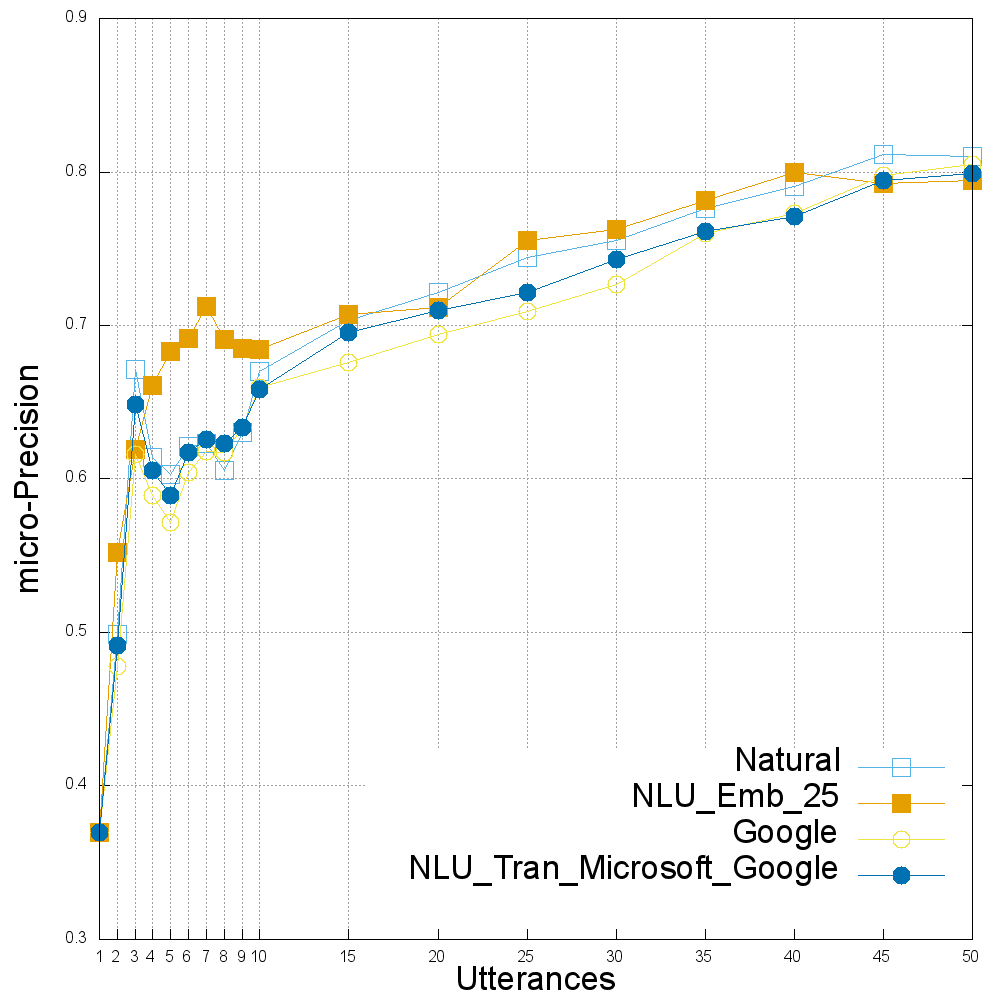 0.9
0.8
0.7
0.6
0.5
0.4
0.3
micro-Precision
Natural
NLU_Emb_25
Google
NLU_Tran_Microsoft_Google
1 2 3 4 5 6 7 8 9 10 15 20 25 30 35 40 45 50
Utterances